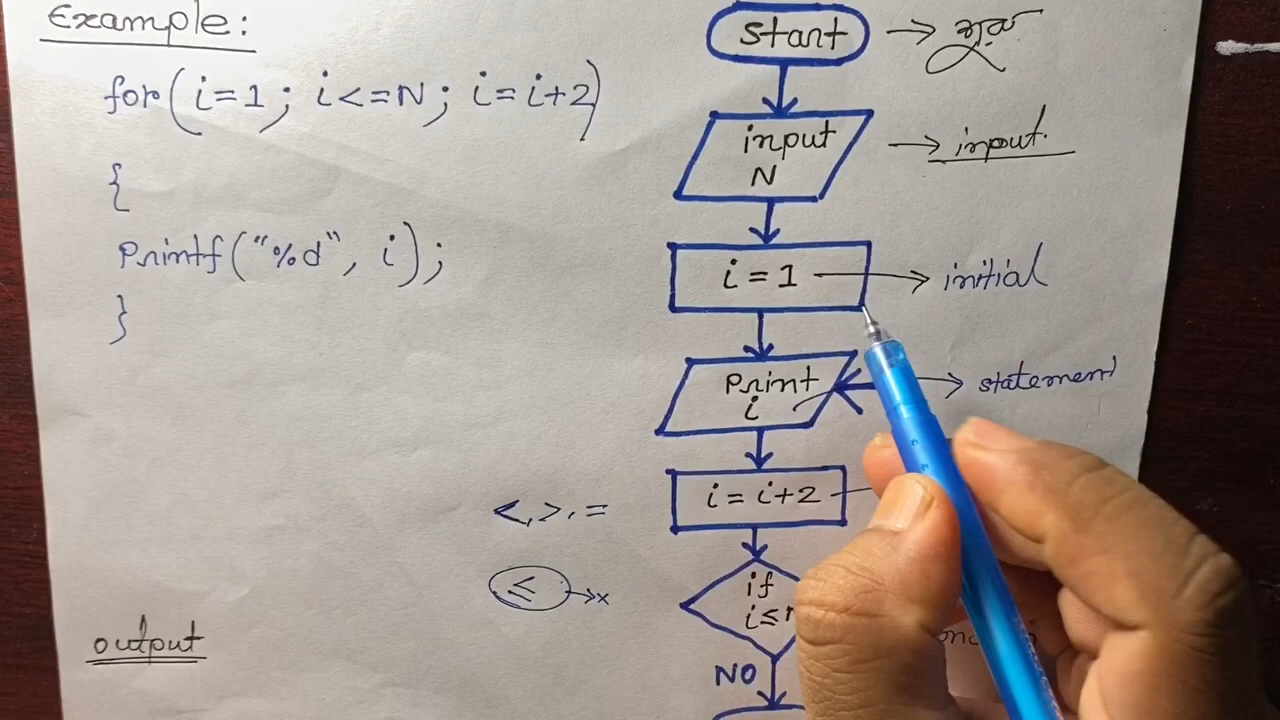 Example:
for(i=1; i<=N; i=i+2)
{
Printf("%d", i);
}
<,>,=
≤→x
output
start → শুরু
input → input.
N
i = 1 → initial
Print → statement
i
i = i+2
if
i≤
NO